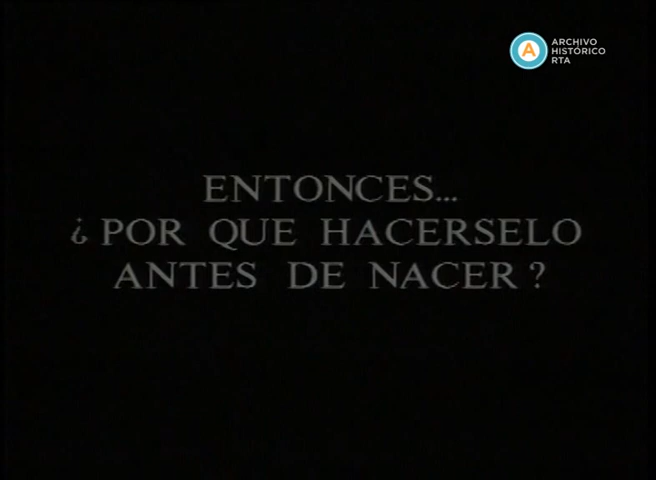 ARCHIVO
HISTÓRICO
RTA
ENTONCES...
¿ POR QUE HACERSELO
ANTES DE NACER ?